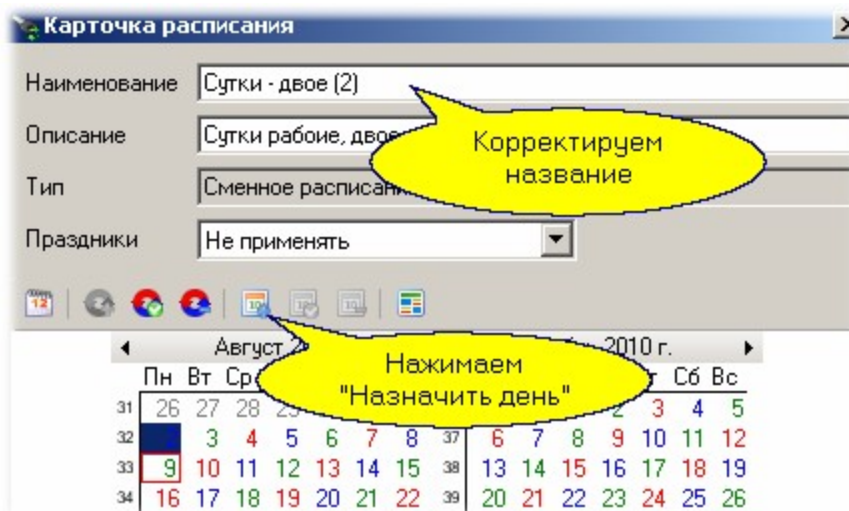 Карточка расписания
Наименование Сутки - двое (2)
Описание Сутки рабоие, двое
Корректируем
название
Тип Сменное расписан
Праздники Не применять
12
Август 2010 г.
Нажимаем
"Назначить день"
Пн Вт Ср Сб Вс
31 26 27 28 2 3 4 5
32 3 4 5 6 7 8 37 6 7 8 9 10 11 12
33 9 10 11 12 13 14 15 38 13 14 15 16 17 18 19
34 16 17 18 19 20 21 22 39 20 21 22 23 24 25 26